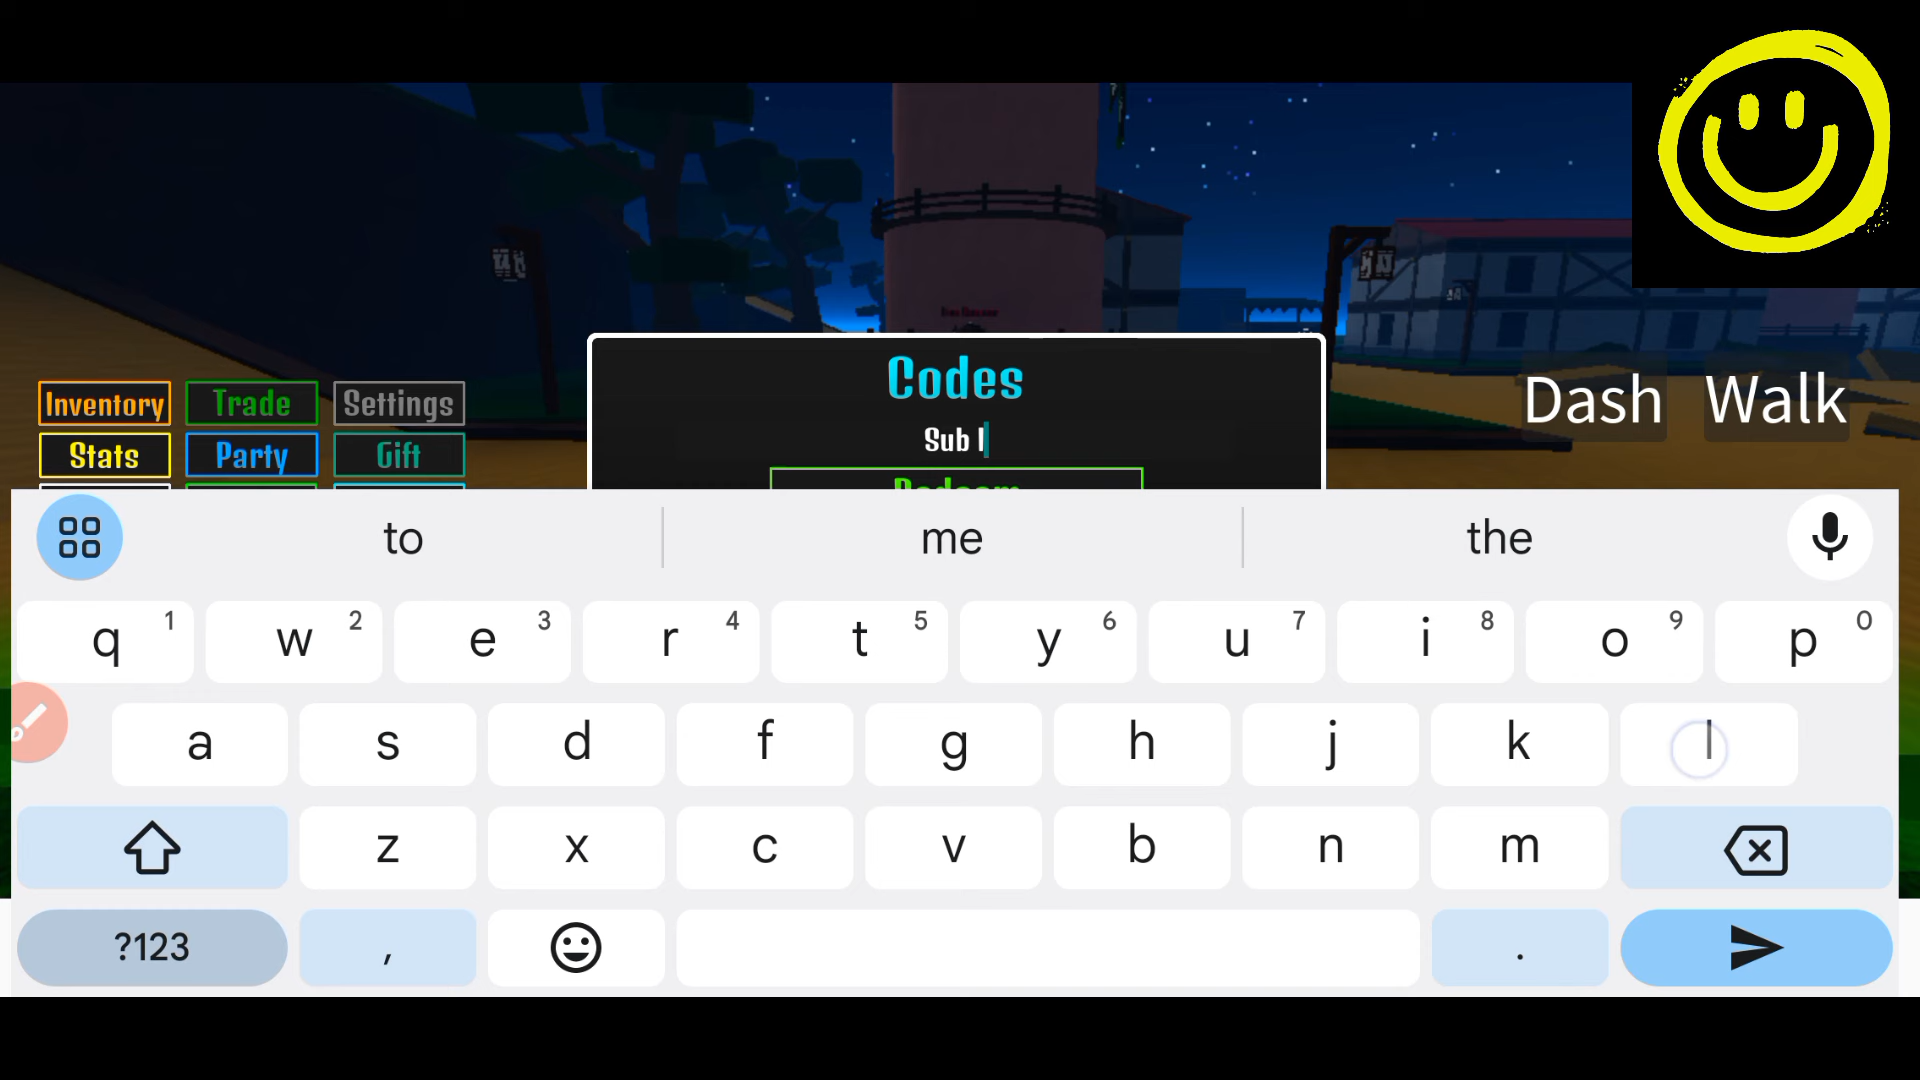 Codes
Inventory Trade Settings
Sub l
Dash Walk
Stats Party Gift
Redeem
to me the
q 1 w 2 e 3 r 4 t 5 y 6 u 7 i 8 o 9 p 0
a s d f g h j k l
z x c v b n m
?123 , .